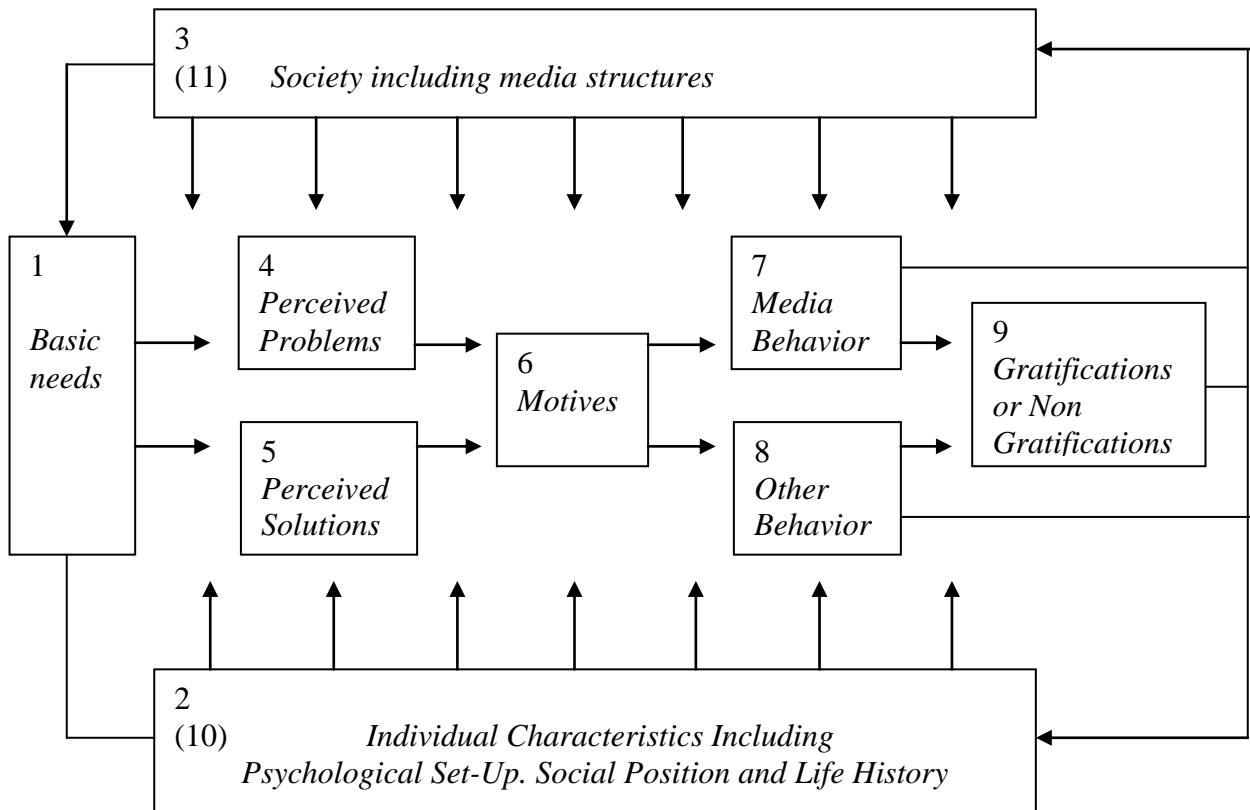 3
(11) Society including media structures
1
Basic
needs
4
Perceived
Problems
5
Perceived
Solutions
6
Motives
7
Media
Behavior
8
Other
Behavior
9
Gratifications
or Non
Gratifications
2
(10) Individual Characteristics Including
Psychological Set-Up. Social Position and Life History